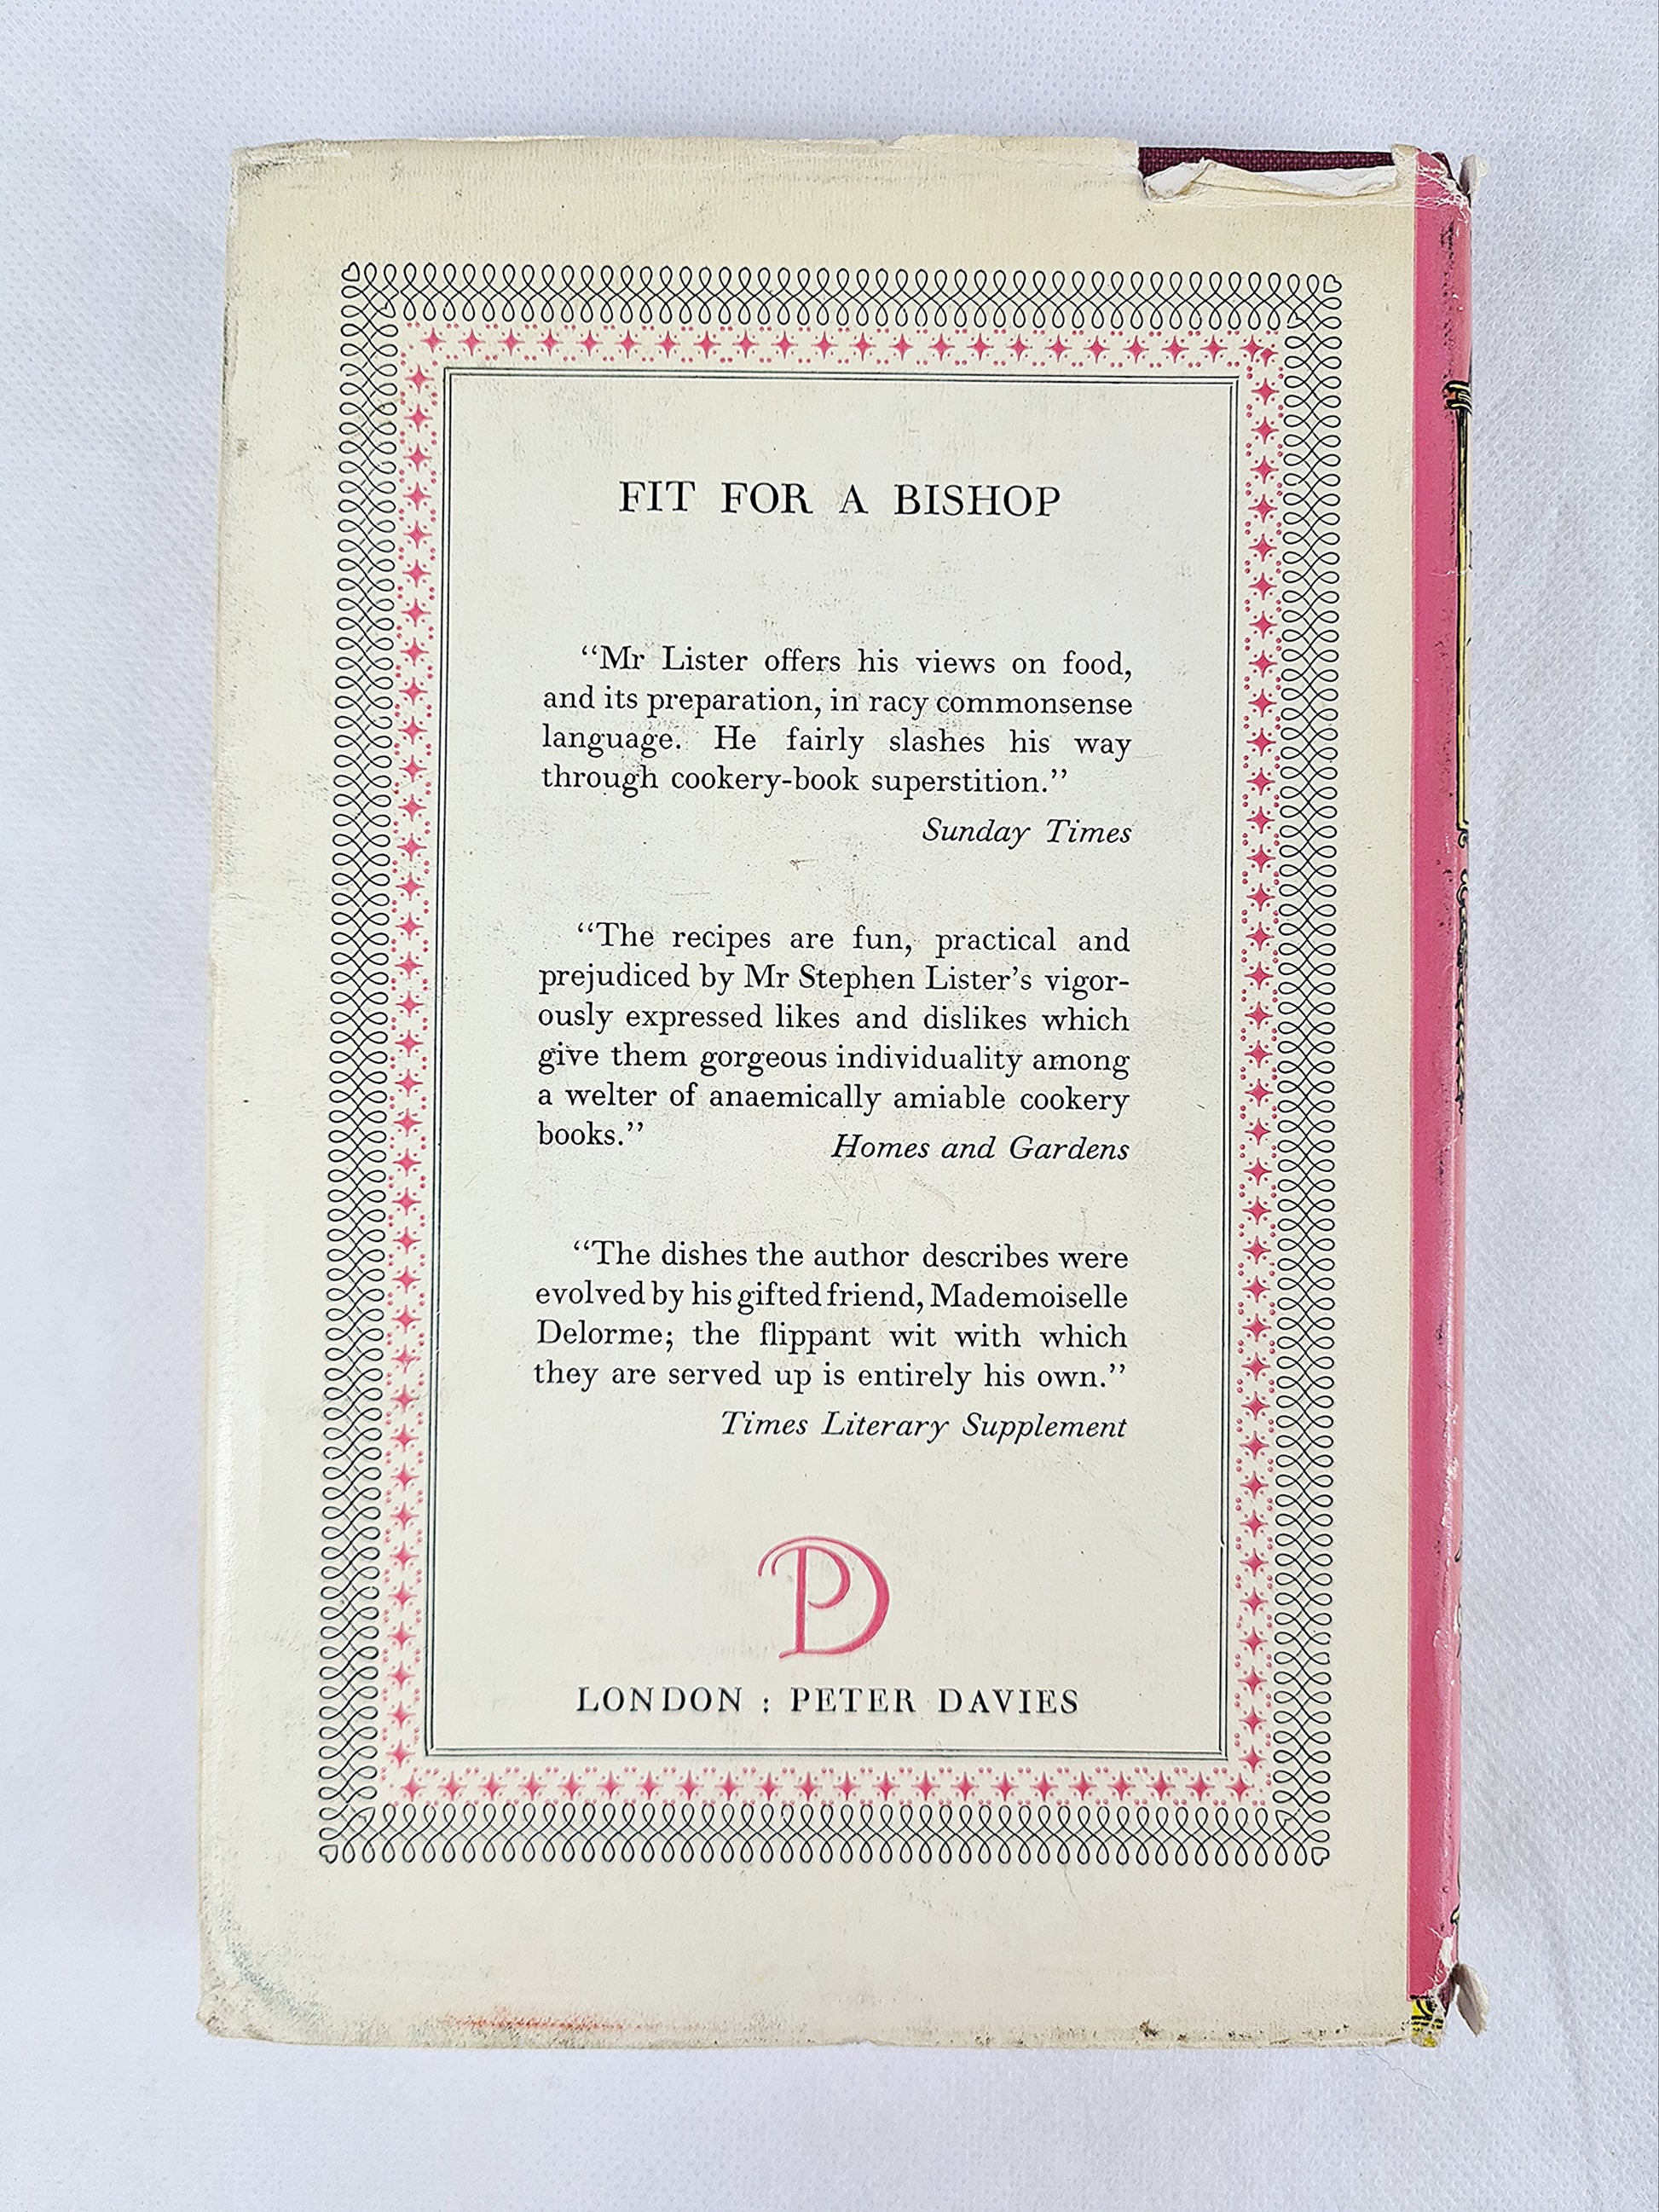 FIT FOR A BISHOP
“Mr Lister offers his views on food,
and its preparation, in racy commonsense
language. He fairly slashes his way
through cookery-book superstition.”
Sunday Times
“The recipes are fun, practical and
prejudiced by Mr Stephen Lister’s vigor-
ously expressed likes and dislikes which
give them gorgeous individuality among
a welter of anaemically amiable cookery
books.”
Homes and Gardens
“The dishes the author describes were
evolved by his gifted friend, Mademoiselle
Delorme; the flippant wit with which
they are served up is entirely his own.”
Times Literary Supplement
PD
LONDON : PETER DAVIES